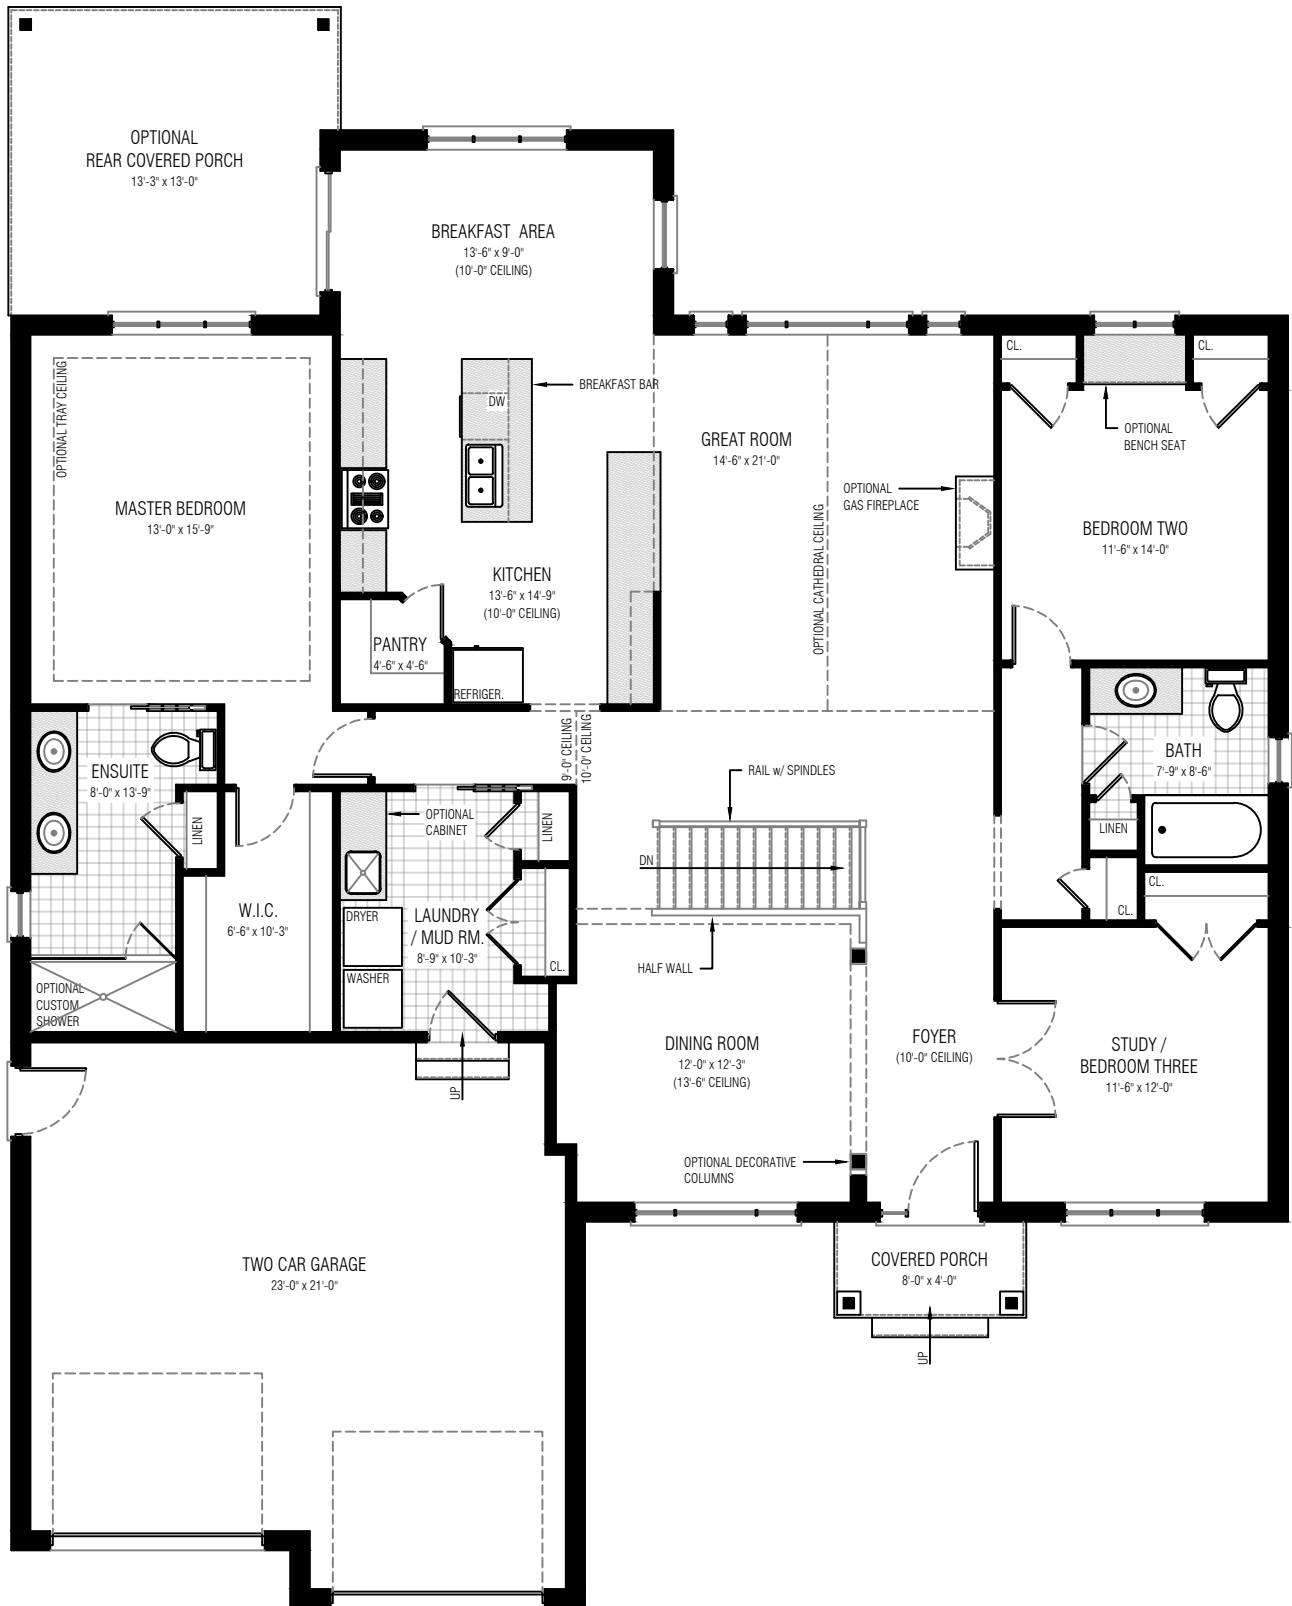 OPTIONAL
REAR COVERED PORCH
13'-3" x 13'-0"
BREAKFAST AREA
13'-6" x 9'-0"
(10'-0" CEILING)
CL.
CL.
OPTIONAL TRAY CEILING
BREAKFAST BAR
DW
OPTIONAL
BENCH SEAT
GREAT ROOM
14'-6" x 21'-0"
OPTIONAL
GAS FIREPLACE
MASTER BEDROOM
13'-0" x 15'-9"
BEDROOM TWO
11'-6" x 14'-0"
OPTIONAL CATHEDRAL CEILING
KITCHEN
13'-6" x 14'-9"
(10'-0" CEILING)
PANTRY
4'-6" x 4'-6"
REFRIGER.
9'-0" CEILING
10'-0" CEILING
BATH
7'-9" x 8'-6"
ENSUITE
8'-0" x 13'-9"
RAIL w/ SPINDLES
OPTIONAL
CABINET
LINEN
LINEN
LINEN
DN
CL.
W.I.C.
6'-6" x 10'-3"
DRYER
LAUNDRY
/ MUD RM.
8'-9" x 10'-3"
CL.
CL.
HALF WALL
WASHER
OPTIONAL
CUSTOM
SHOWER
FOYER
(10'-0" CEILING)
DINING ROOM
12'-0" x 12'-3"
(13'-6" CEILING)
STUDY /
BEDROOM THREE
11'-6" x 12'-0"
UP
OPTIONAL DECORATIVE
COLUMNS
TWO CAR GARAGE
23'-0" x 21'-0"
COVERED PORCH
8'-0" x 4'-0"
UP